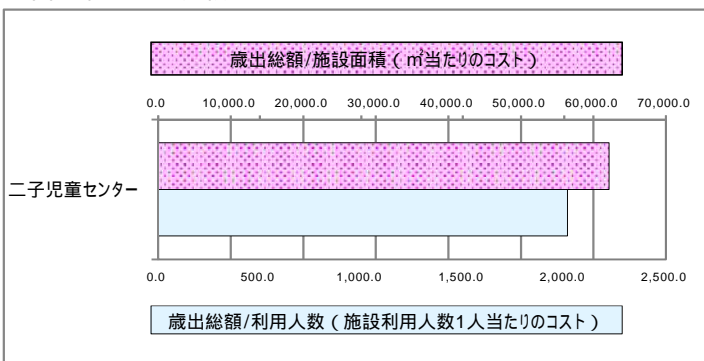 歳出総額/施設面積（㎡当たりのコスト）
0.0 10,000.0 20,000.0 30,000.0 40,000.0 50,000.0 60,000.0 70,000.0
二子児童センター
0.0 500.0 1,000.0 1,500.0 2,000.0 2,500.0
歳出総額/利用人数（施設利用人数1人当たりのコスト）